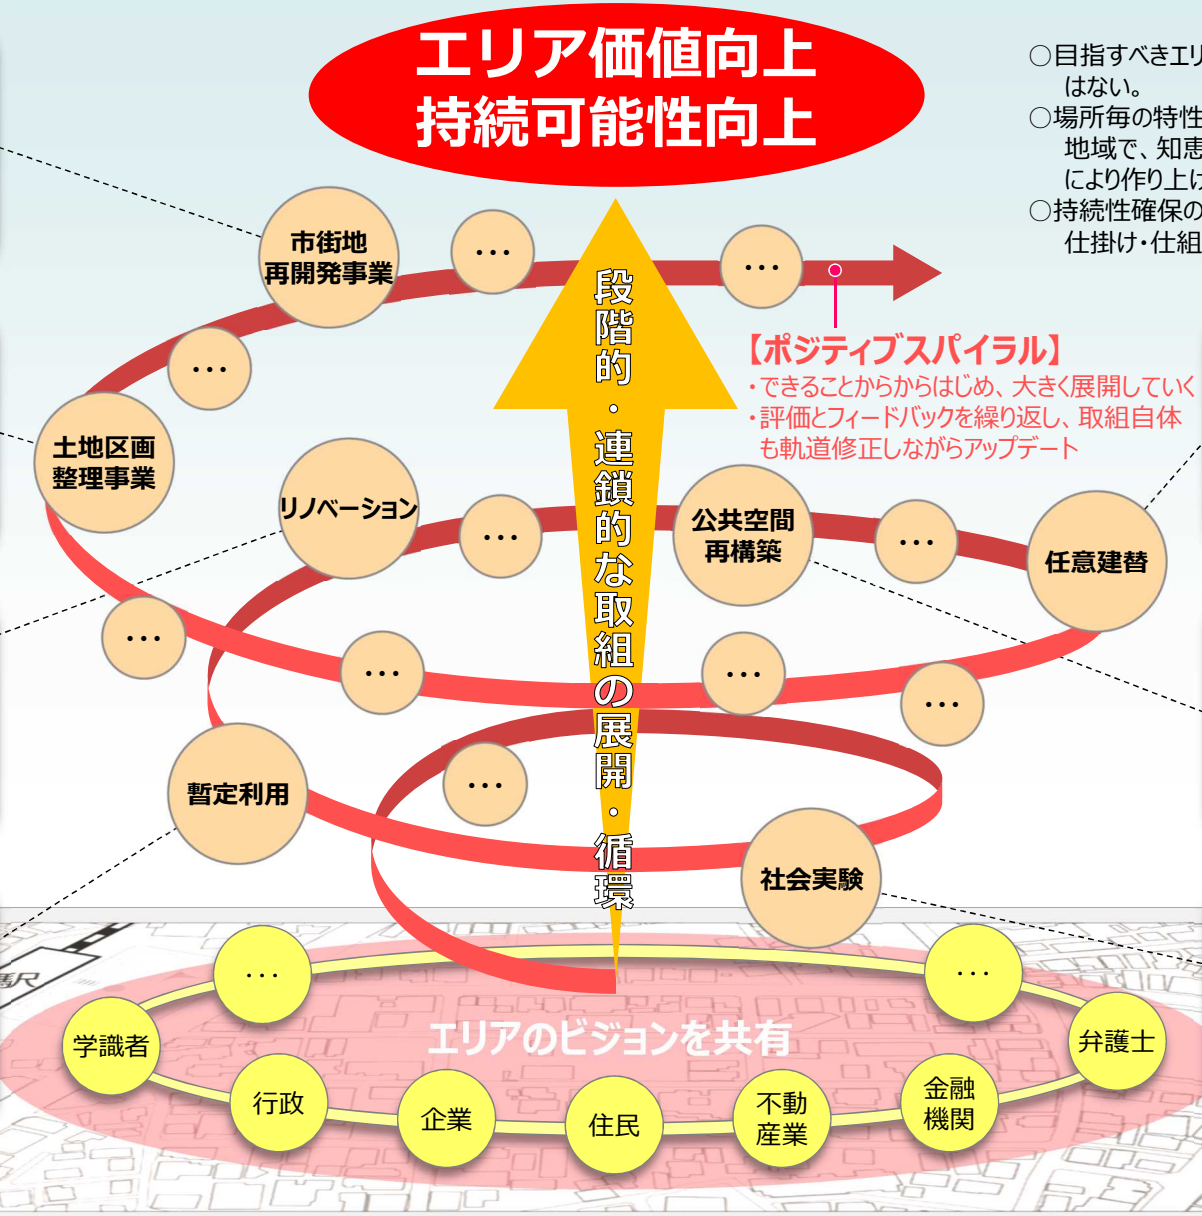 エリア価値向上
持続可能性向上
○目指すべきエリ
はない。
○場所毎の特性
地域で、知恵
により作り上げ
○持続性確保の
仕掛け・仕組
市街地
再開発事業
…
…
…
土地区画
整理事業
段階的・連鎖的な取組の展開・循環
【ポジティブスパイラル】
・できることからからはじめ、大きく展開していく
・評価とフィードバックを繰り返し、取組自体
も軌道修正しながらアップデート
リノベーション
…
公共空間
再構築
…
任意建替
…
…
…
…
暫定利用
…
社会実験
…
…
学識者
エリアのビジョンを共有
弁護士
行政
企業
住民
不動
産業
金融
機関